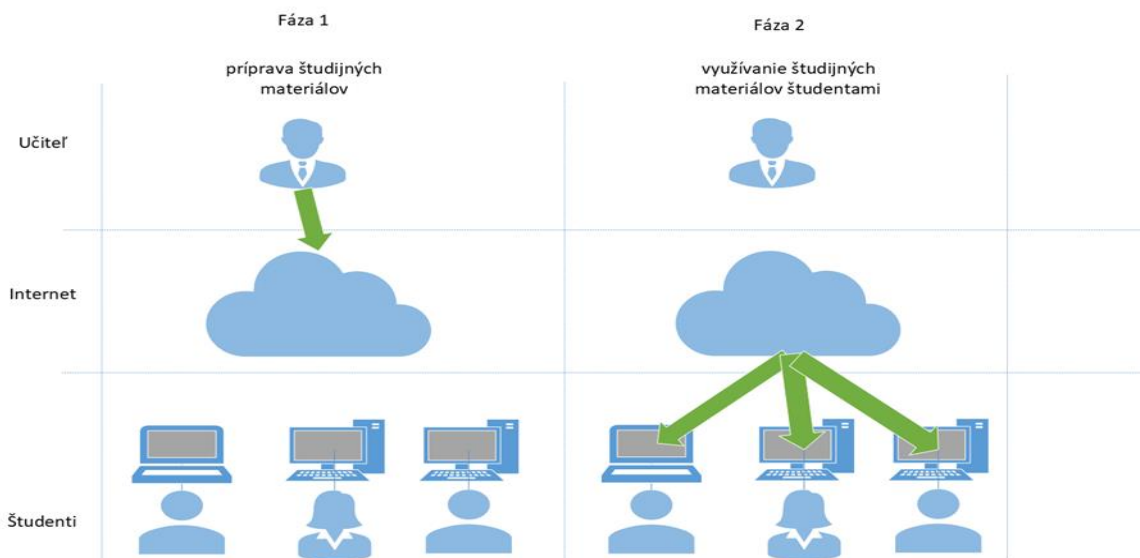 Fáza 1
Fáza 2
príprava študijných
materiálov
využívanie študijných
materiálov študentami
Učiteľ
Internet
Študenti